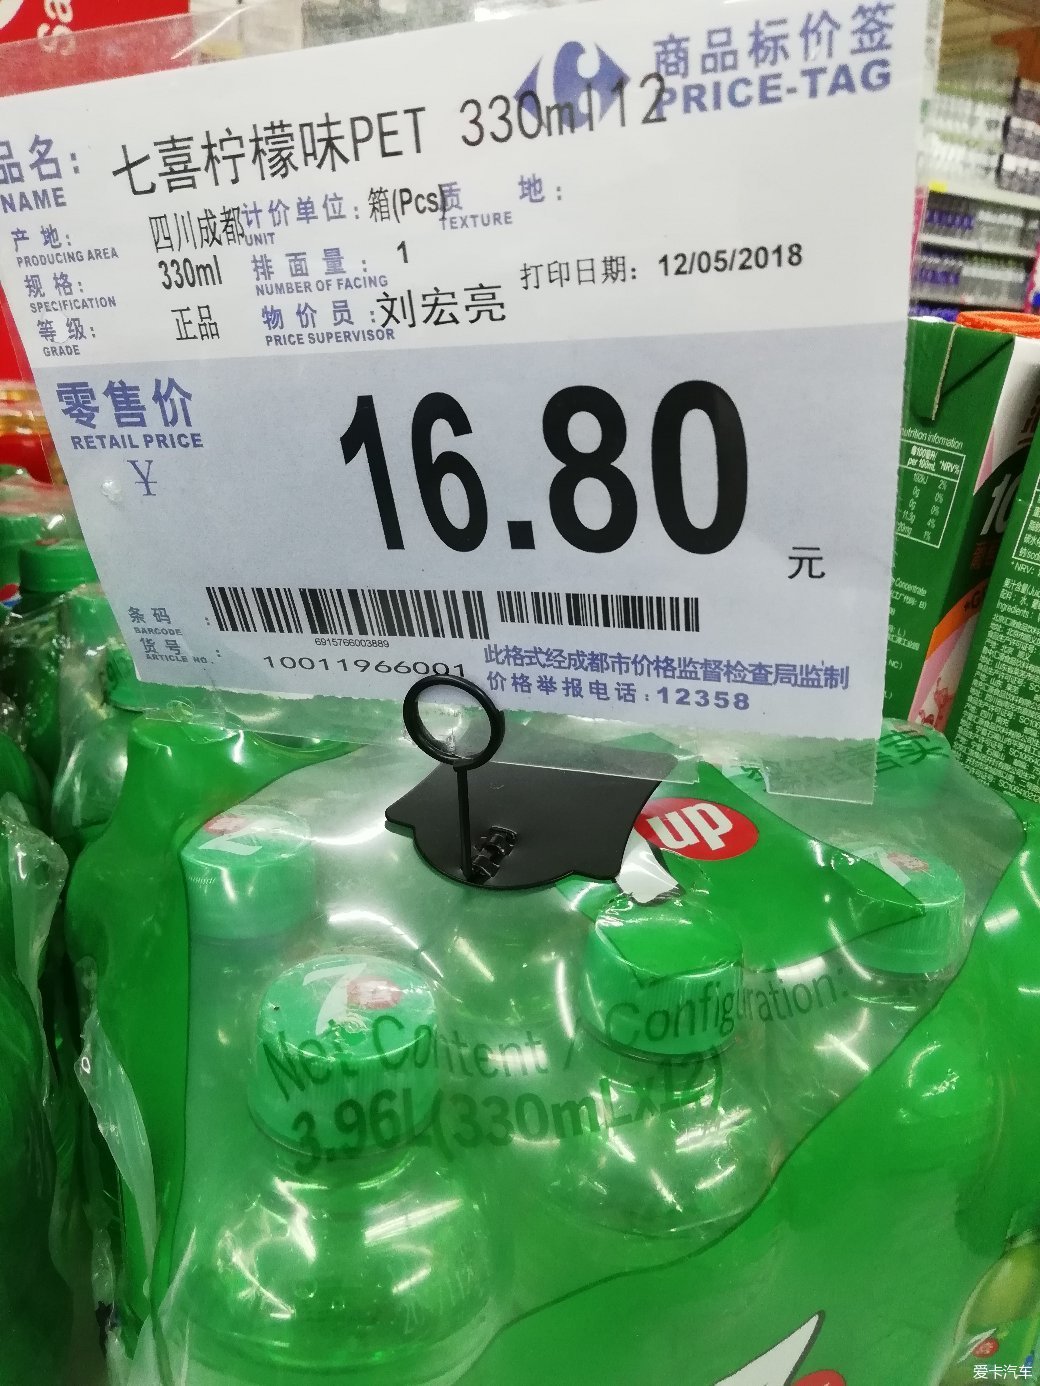 商品标价签
PRICE-TAG
品名:
NAME
七喜柠檬味PET 330ml12
产地:
PRODUCING AREA
四川成都
计价单位:
UNIT
箱(Pcs)
质 地:
TEXTURE
规格:
SPECIFICATION
330ml
排面量:
NUMBER OF FACING
1
打印日期: 12/05/2018
等级:
GRADE
正品
物价员:
PRICE SUPERVISOR
刘宏亮
零售价
RETAIL PRICE
¥
16.80
元
条码:
BARCODE
6915766003889
货号:
ARTICLE NO.
10011966001
此格式经成都市价格监督检查局监制
价格举报电话:12358
nutrition information
up
7
Net Content / Configuration:
3.96L(330mLx12)
爱卡汽车